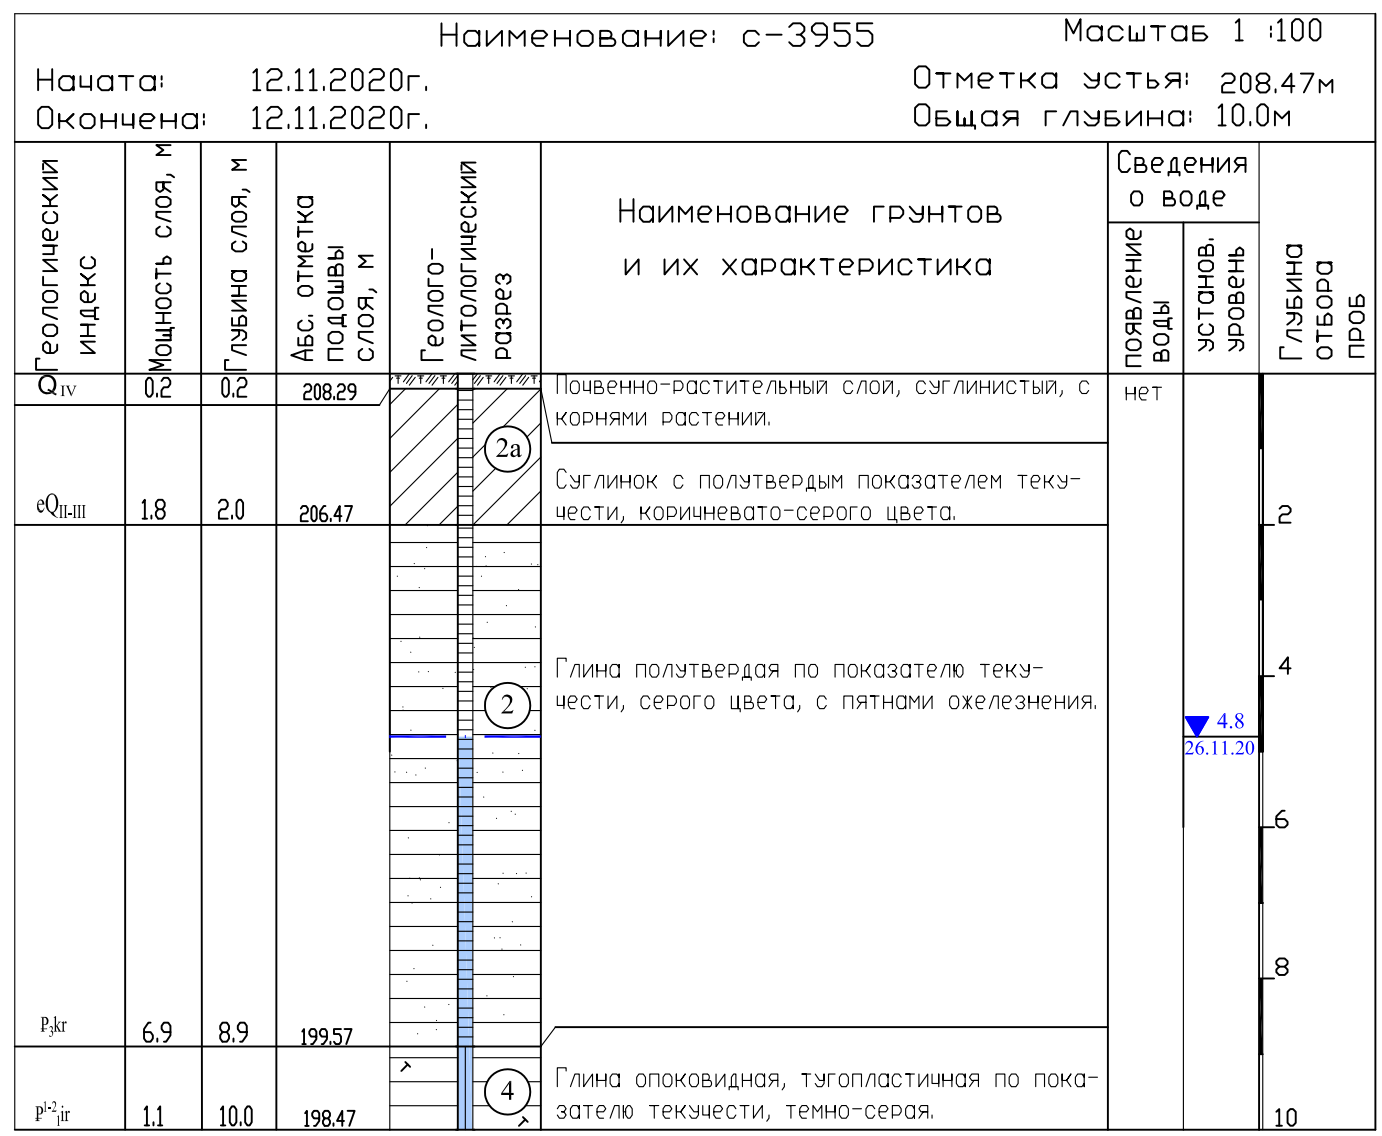 Наименование: с-3955
Масштаб 1 :100
Начата: 12.11.2020г.
Отметка устья: 208.47м
Окончена: 12.11.2020г.
Общая глубина: 10.0м
Геологический
индекс
Мощность слоя, м
Глубина слоя, м
Абс. отметка
подошвы
слоя, м
Геолого-
литологический
разрез
Наименование грунтов
и их характеристика
Сведения
о воде
появление
воды
установ.
уровень
Глубина
отбора
проб
QIV 0.2 0.2 208.29
Почвенно-растительный слой, суглинистый, с
корнями растений.
нет
2а
eQII-III 1.8 2.0 206.47
Суглинок с полутвердым показателем теку-
чести, коричневато-серого цвета.
2
Глина полутвердая по показателю теку-
чести, серого цвета, с пятнами ожелезнения.
2
4
4.8
26.11.20
6
8
P3kr 6.9 8.9 199.57
Глина опоковидная, тугопластичная по пока-
зателю текучести, темно-серая.
4
P1-21ir 1.1 10.0 198.47
10